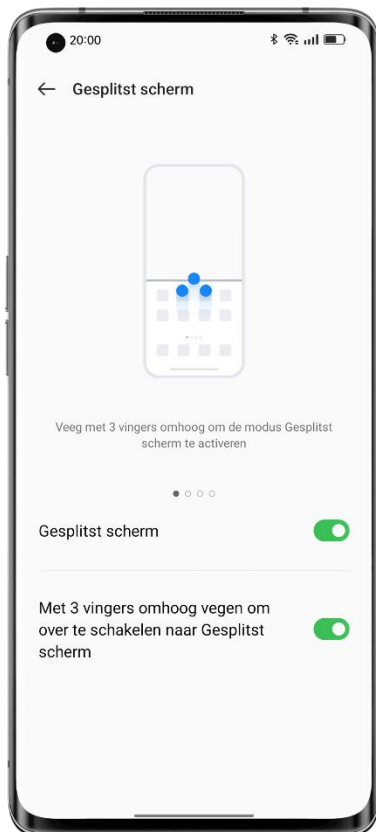 20:00
Gesplitst scherm
Veeg met 3 vingers omhoog om de modus Gesplitst
scherm te activeren
Gesplitst scherm
Met 3 vingers omhoog vegen om
over te schakelen naar Gesplitst
scherm